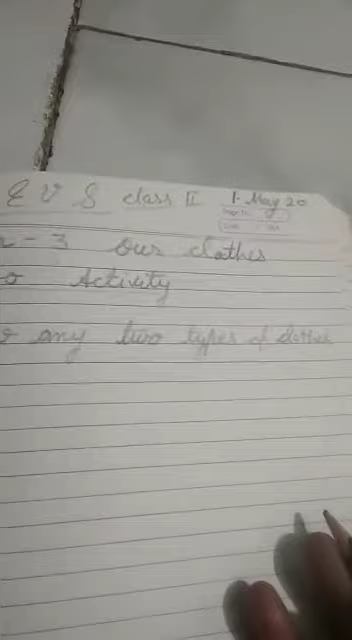 E V S class II 1 May 20
- 3 Our clothes
Activity
any two types of clothes